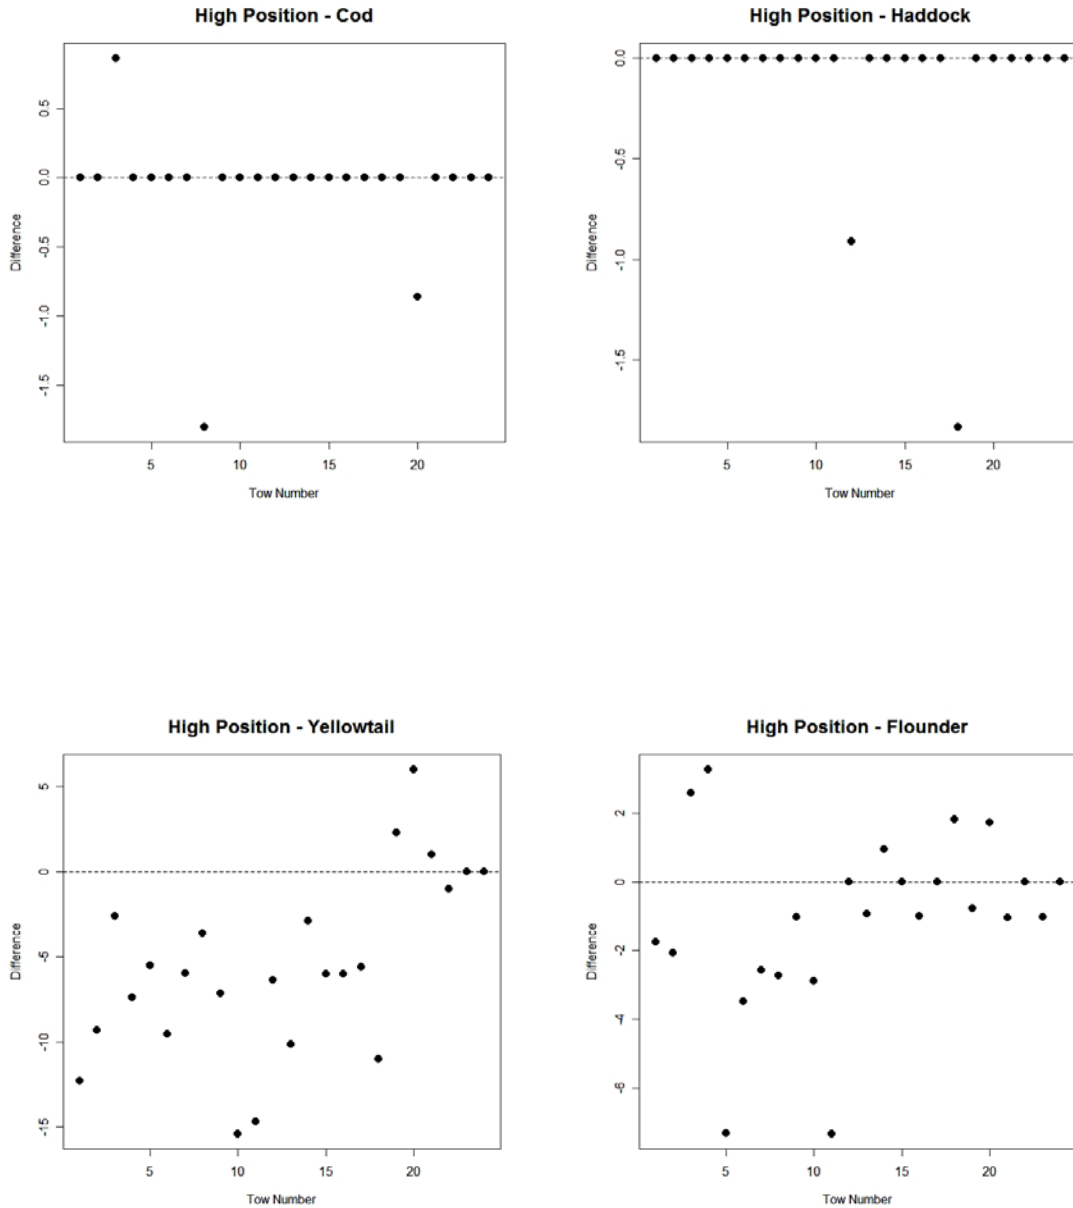 High Position - Cod
0.5
0.0
-0.5
-1.0
-1.5
Difference
5 10 15 20
Tow Number
High Position - Haddock
0.0
-0.5
-1.0
-1.5
Difference
5 10 15 20
Tow Number
High Position - Yellowtail
5
0
-5
-10
-15
Difference
5 10 15 20
Tow Number
High Position - Flounder
2
0
-2
-4
-6
Difference
5 10 15 20
Tow Number